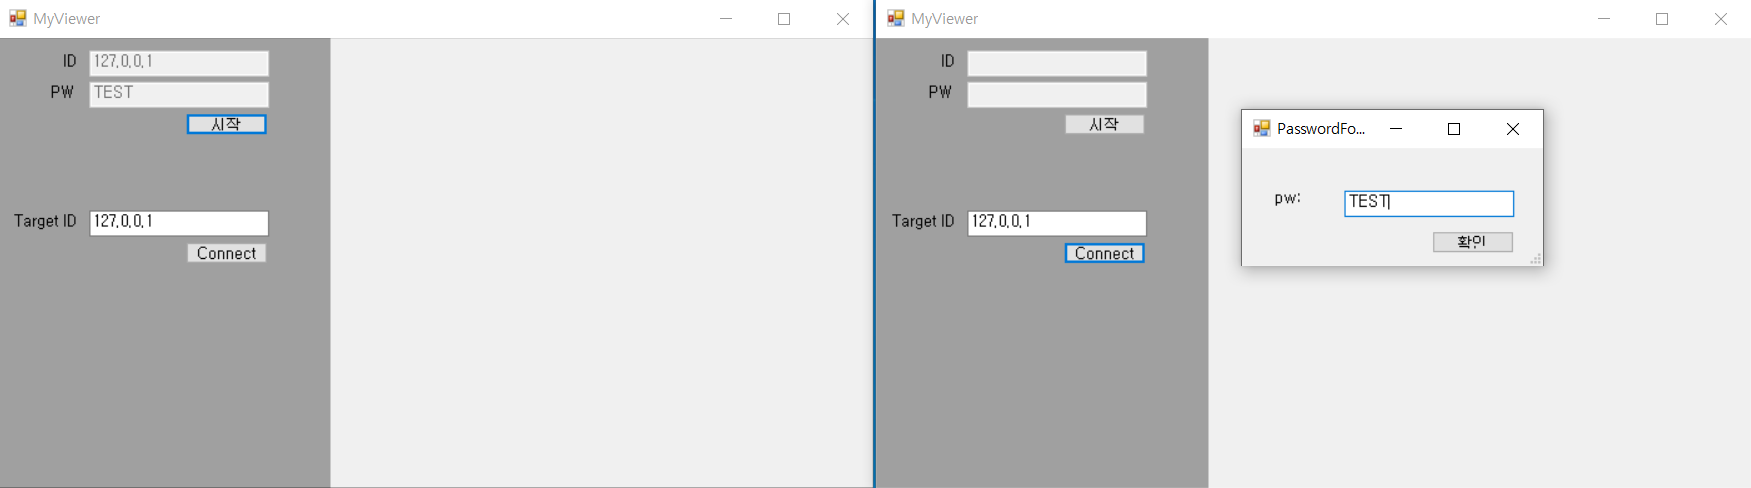 MyViewer
ID 127.0.0.1
PW TEST
시작
Target ID 127.0.0.1
Connect
MyViewer
ID
PW
시작
Target ID 127.0.0.1
Connect
PasswordFo...
pw: TEST
확인